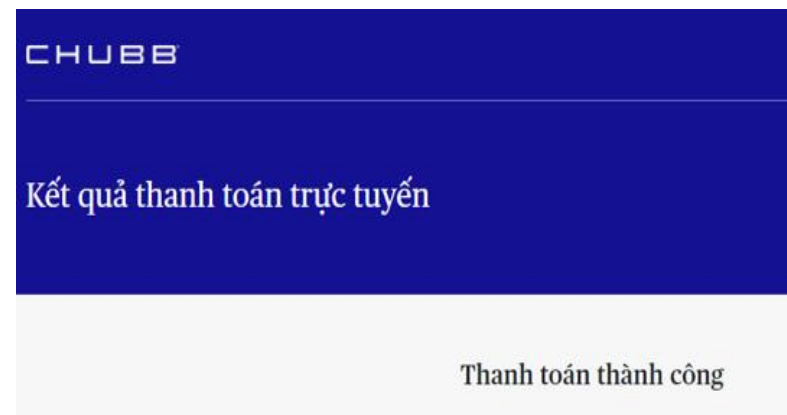 CHUBB
Kết quả thanh toán trực tuyến
Thanh toán thành công